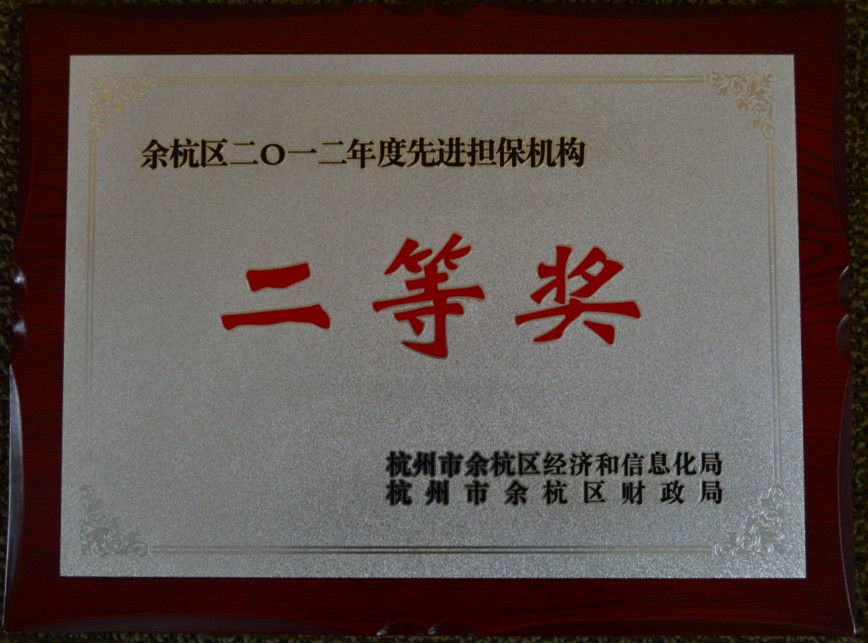 余杭区二〇一二年度先进担保机构
二等奖
杭州市余杭区经济和信息化局
杭州市余杭区财政局